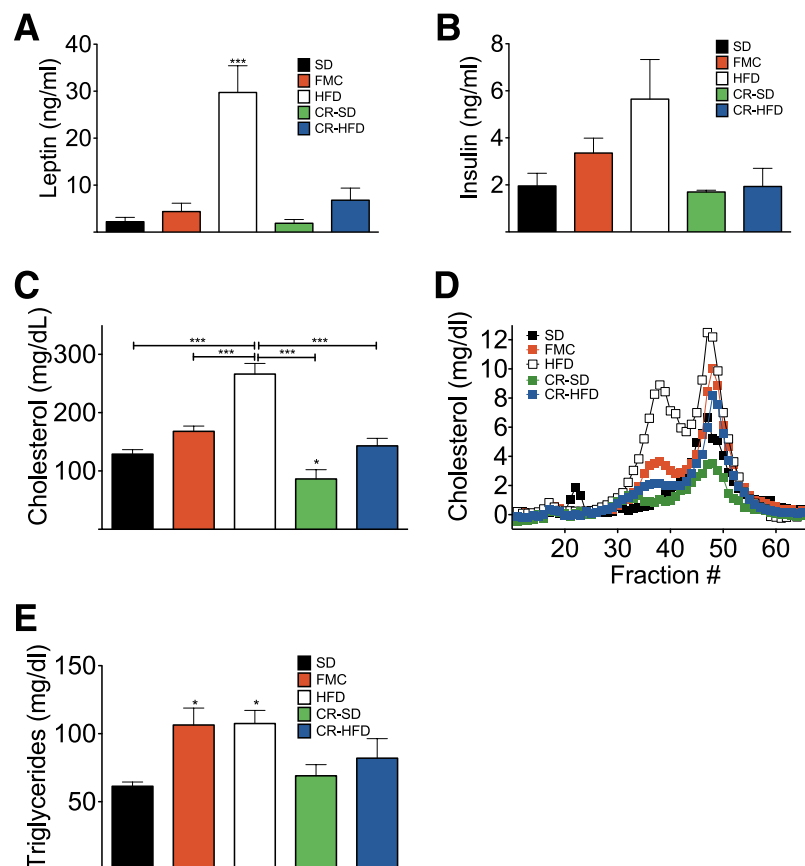 A
Leptin (ng/ml)
40
30
20
10
***
SD
FMC
HFD
CR-SD
CR-HFD
B
Insulin (ng/ml)
8
6
4
2
SD
FMC
HFD
CR-SD
CR-HFD
C
Cholesterol (mg/dL)
300
200
100
***
***
***
***
*
D
Cholesterol (mg/dl)
12
10
8
6
4
2
0
SD
FMC
HFD
CR-SD
CR-HFD
20 30 40 50 60
Fraction #
E
Triglycerides (mg/dl)
150
100
50
*
*
SD
FMC
HFD
CR-SD
CR-HFD